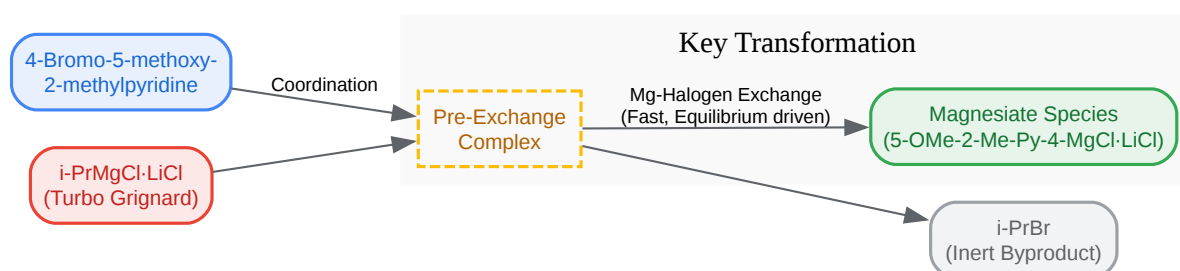 Key Transformation
4-Bromo-5-methoxy-
2-methylpyridine
Coordination
i-PrMgCl·LiCl
(Turbo Grignard)
Pre-Exchange
Complex
Mg-Halogen Exchange
(Fast, Equilibrium driven)
Magnesiate Species
(5-OMe-2-Me-Py-4-MgCl·LiCl)
i-PrBr
(Inert Byproduct)